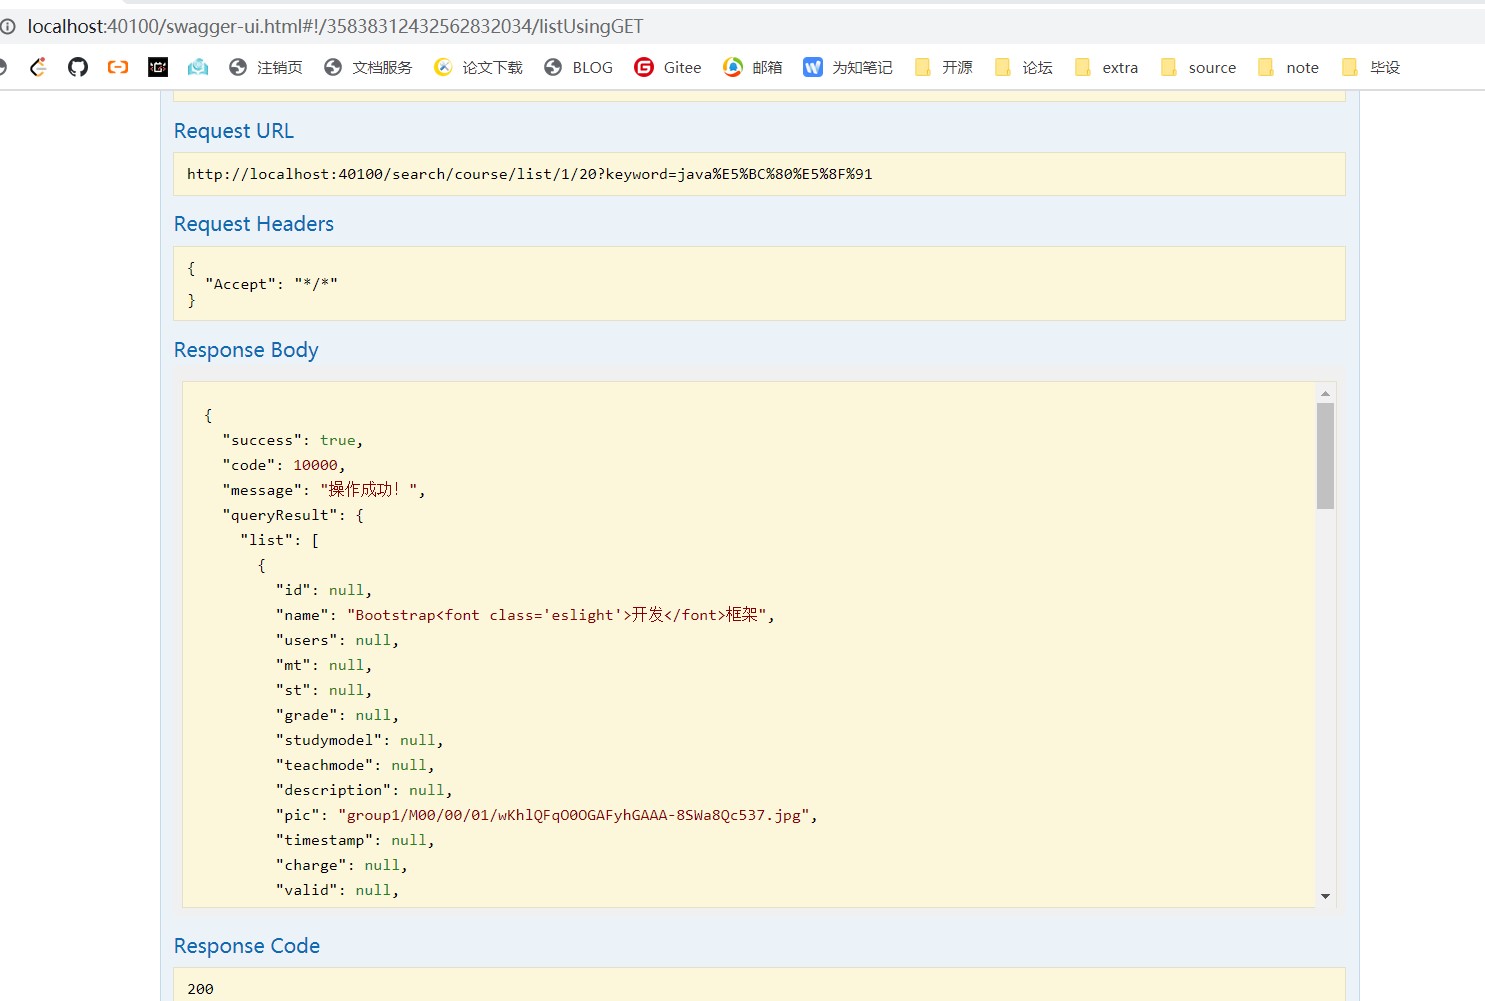 localhost:40100/swagger-ui.html#!/35838312432562832034/listUsingGET
注销页 文档服务 论文下载 BLOG Gitee 邮箱 为知笔记 开源 论坛 extra source note 毕设
Request URL
http://localhost:40100/search/course/list/1/20?keyword=java%E5%BC%80%E5%8F%91
Request Headers
{
"Accept": "*/*"
}
Response Body
{
"success": true,
"code": 10000,
"message": "操作成功！",
"queryResult": {
"list": [
{
"id": null,
"name": "Bootstrap<font class='eslight'>开发</font>框架",
"users": null,
"mt": null,
"st": null,
"grade": null,
"studymodel": null,
"teachmode": null,
"description": null,
"pic": "group1/M00/00/01/wKhlQFqO0OGAFyhGAAA-8SWa8Qc537.jpg",
"timestamp": null,
"charge": null,
"valid": null,
Response Code
200